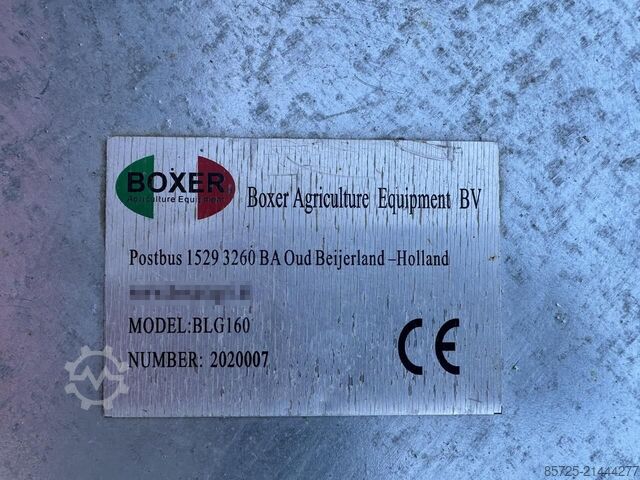 BOXER
Agriculture Equipment
Boxer Agriculture Equipment BV
Postbus 1529 3260 BA Oud Beijerland –Holland
MODEL:BLG160
NUMBER: 2020007
CE
85725-21444277